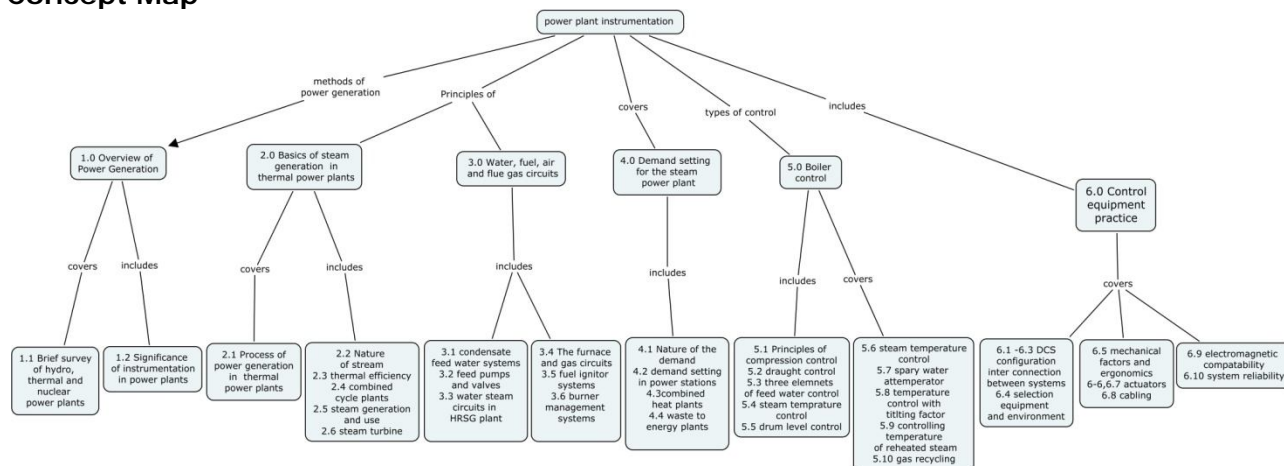 Concept Map
power plant instrumentation
methods of
power generation
Principles of
covers
types of control
includes
1.0 Overview of
Power Generation
2.0 Basics of steam
generation in
thermal power plants
3.0 Water, fuel, air
and flue gas circuits
4.0 Demand setting
for the steam
power plant
5.0 Boiler
control
6.0 Control
equipment
practice
covers
includes
covers
includes
includes
includes
includes
covers
covers
1.1 Brief survey
of hydro,
thermal and
nuclear
power plants
1.2 Significance
of instrumentation
in power plants
2.1 Process of
power generation
in thermal
power plants
2.2 Nature
of stream
2.3 thermal efficiency
2.4 combined
cycle plants
2.5 steam generation
and use
2.6 steam turbine
3.1 condensate
feed water systems
3.2 feed pumps
and valves
3.3 water steam
circuits in
HRSG plant
3.4 The furnace
and gas circuits
3.5 fuel ignitor
systems
3.6 burner
management
systems
4.1 Nature of the
demand
4.2 demand setting
in power stations
4.3combined
heat plants
4.4 waste to
energy plants
5.1 Principles of
compression control
5.2 draught control
5.3 three elemnets
of feed water control
5.4 steam temprature
control
5.5 drum level control
5.6 steam temperature
control
5.7 spary water
attemperator
5.8 temperature
control with
titlting factor
5.9 controlling
temperature
of reheated steam
5.10 gas recycling
6.1 -6.3 DCS
configuration
inter connection
between systems
6.4 selection
equipment
and environment
6.5 mechanical
factors and
ergonomics
6-6,6.7 actuators
6.8 cabling
6.9 electromagnetic
compatability
6.10 system reliability